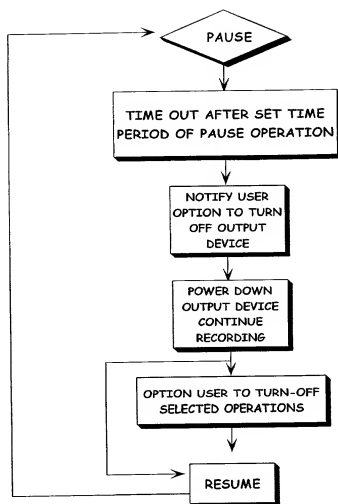 PAUSE
TIME OUT AFTER SET TIME
PERIOD OF PAUSE OPERATION
NOTIFY USER
OPTION TO TURN
OFF OUTPUT
DEVICE
POWER DOWN
OUTPUT DEVICE
CONTINUE
RECORDING
OPTION USER TO TURN-OFF
SELECTED OPERATIONS
RESUME